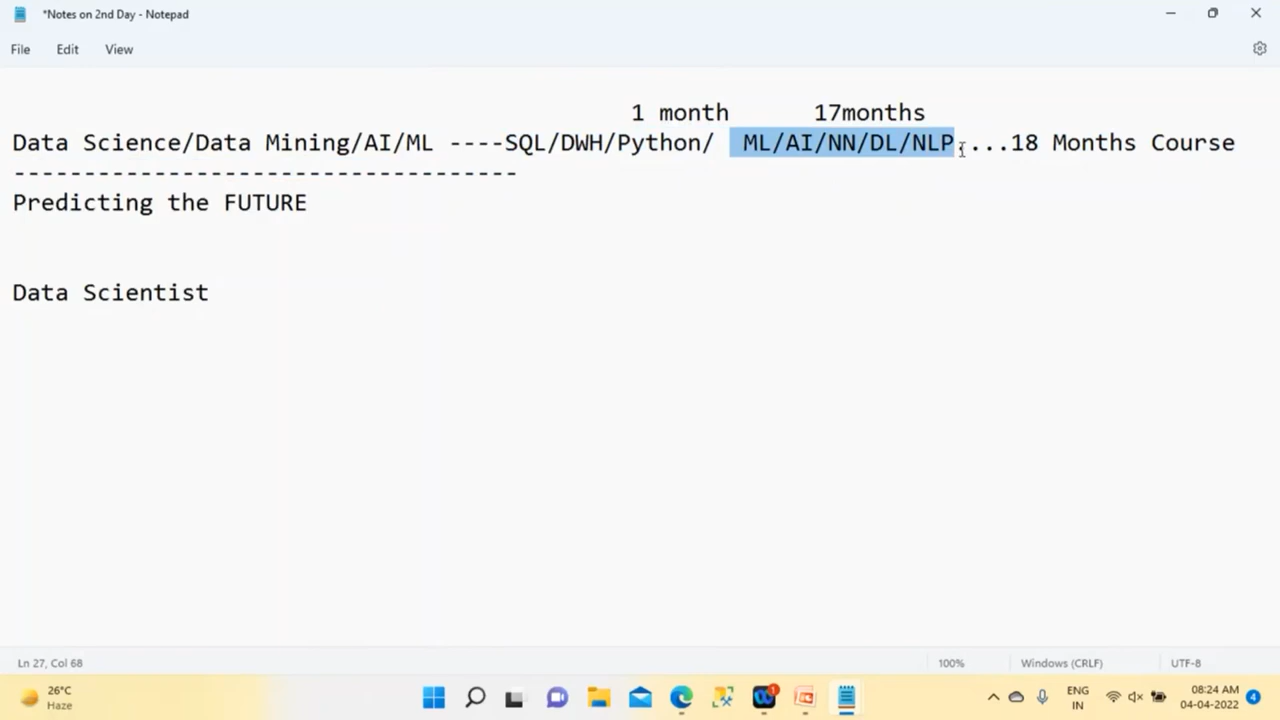 *Notes on 2nd Day - Notepad
File Edit View
1 month 17months
Data Science/Data Mining/AI/ML ----SQL/DWH/Python/ ML/AI/NN/DL/NLP....18 Months Course
------------------------------------
Predicting the FUTURE
Data Scientist
Ln 27, Col 68 100% Windows (CRLF) UTF-8
26°C
Haze
ENG
IN
08:24 AM
04-04-2022
1
4